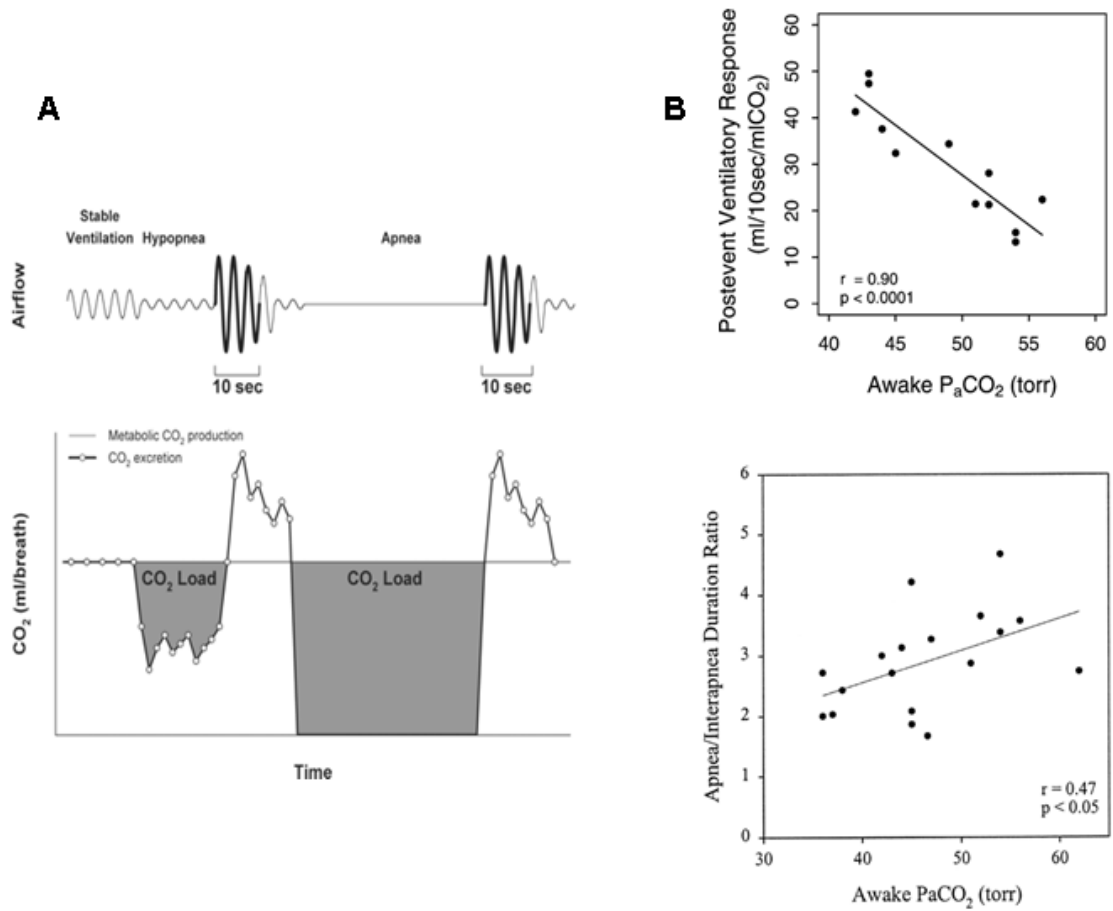 A
Stable
Ventilation Hypopnea
Apnea
Airflow
10 sec
10 sec
Metabolic CO₂ production
CO₂ excretion
CO₂ Load
CO₂ Load
CO₂ (ml/breath)
Time
B
Postevent Ventilatory Response
(ml/10sec/mlCO₂)
60
50
40
30
20
10
0
r = 0.90
p < 0.0001
40 45 50 55 60
Awake PₐCO₂ (torr)
Apnea/Interapnea Duration Ratio
6
5
4
3
2
1
0
r = 0.47
p < 0.05
30 40 50 60
Awake PaCO₂ (torr)